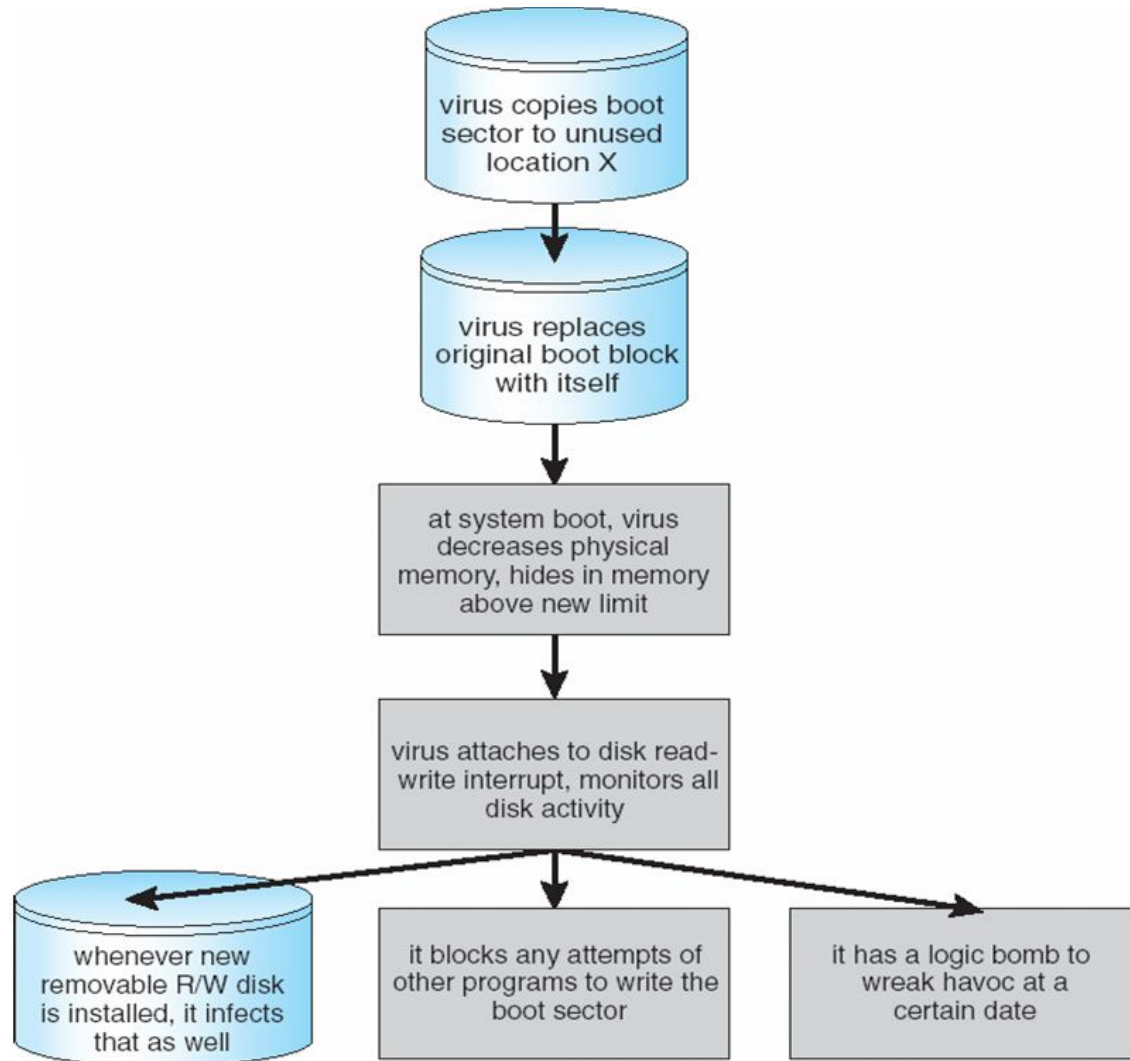 virus copies boot
sector to unused
location X
virus replaces
original boot block
with itself
at system boot, virus
decreases physical
memory, hides in memory
above new limit
virus attaches to disk read-
write interrupt, monitors all
disk activity
whenever new
removable R/W disk
is installed, it infects
that as well
it blocks any attempts of
other programs to write the
boot sector
it has a logic bomb to
wreak havoc at a
certain date